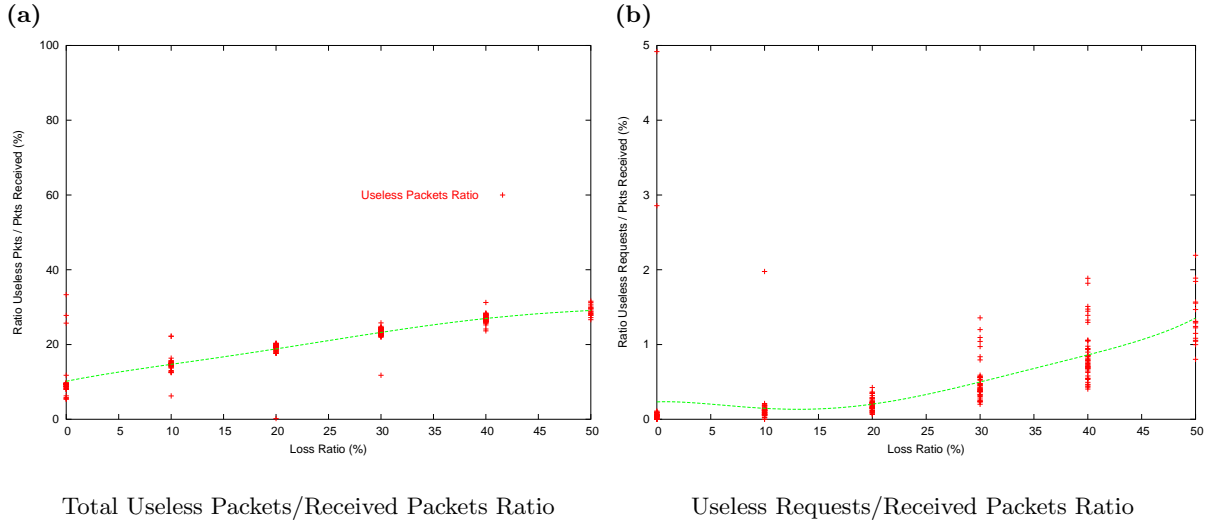 (a)
100
80
60
40
20
0
Ratio Useless Pkts / Pkts Received (%)
Useless Packets Ratio
0 5 10 15 20 25 30 35 40 45 50
Loss Ratio (%)
Total Useless Packets/Received Packets Ratio
(b)
5
4
3
2
1
0
Ratio Useless Requests / Pkts Received (%)
0 5 10 15 20 25 30 35 40 45 50
Loss Ratio (%)
Useless Requests/Received Packets Ratio